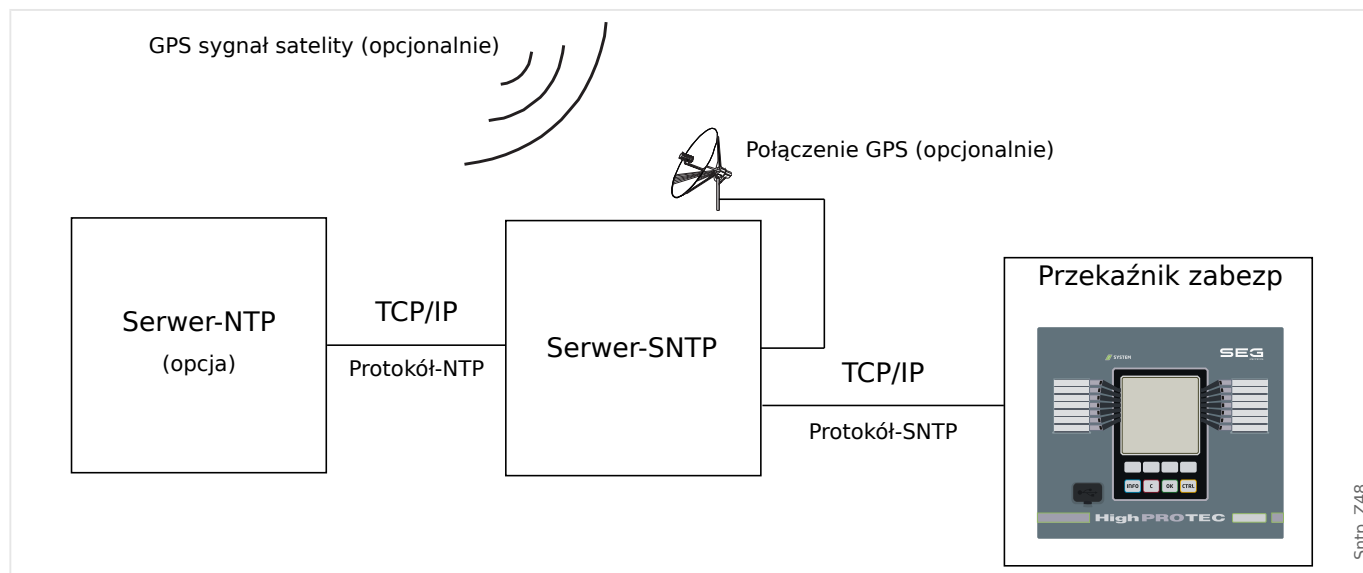 GPS sygnał satelity (opcjonalnie)
Połączenie GPS (opcjonalnie)
Serwer-NTP
(opcja)
TCP/IP
Protokół-NTP
Serwer-SNTP
TCP/IP
Protokół-SNTP
Przekaźnik zabezp
SYSTEM
SEG
INFO
C
OK
CTRL
HighPROTEC
Sntp_Z48